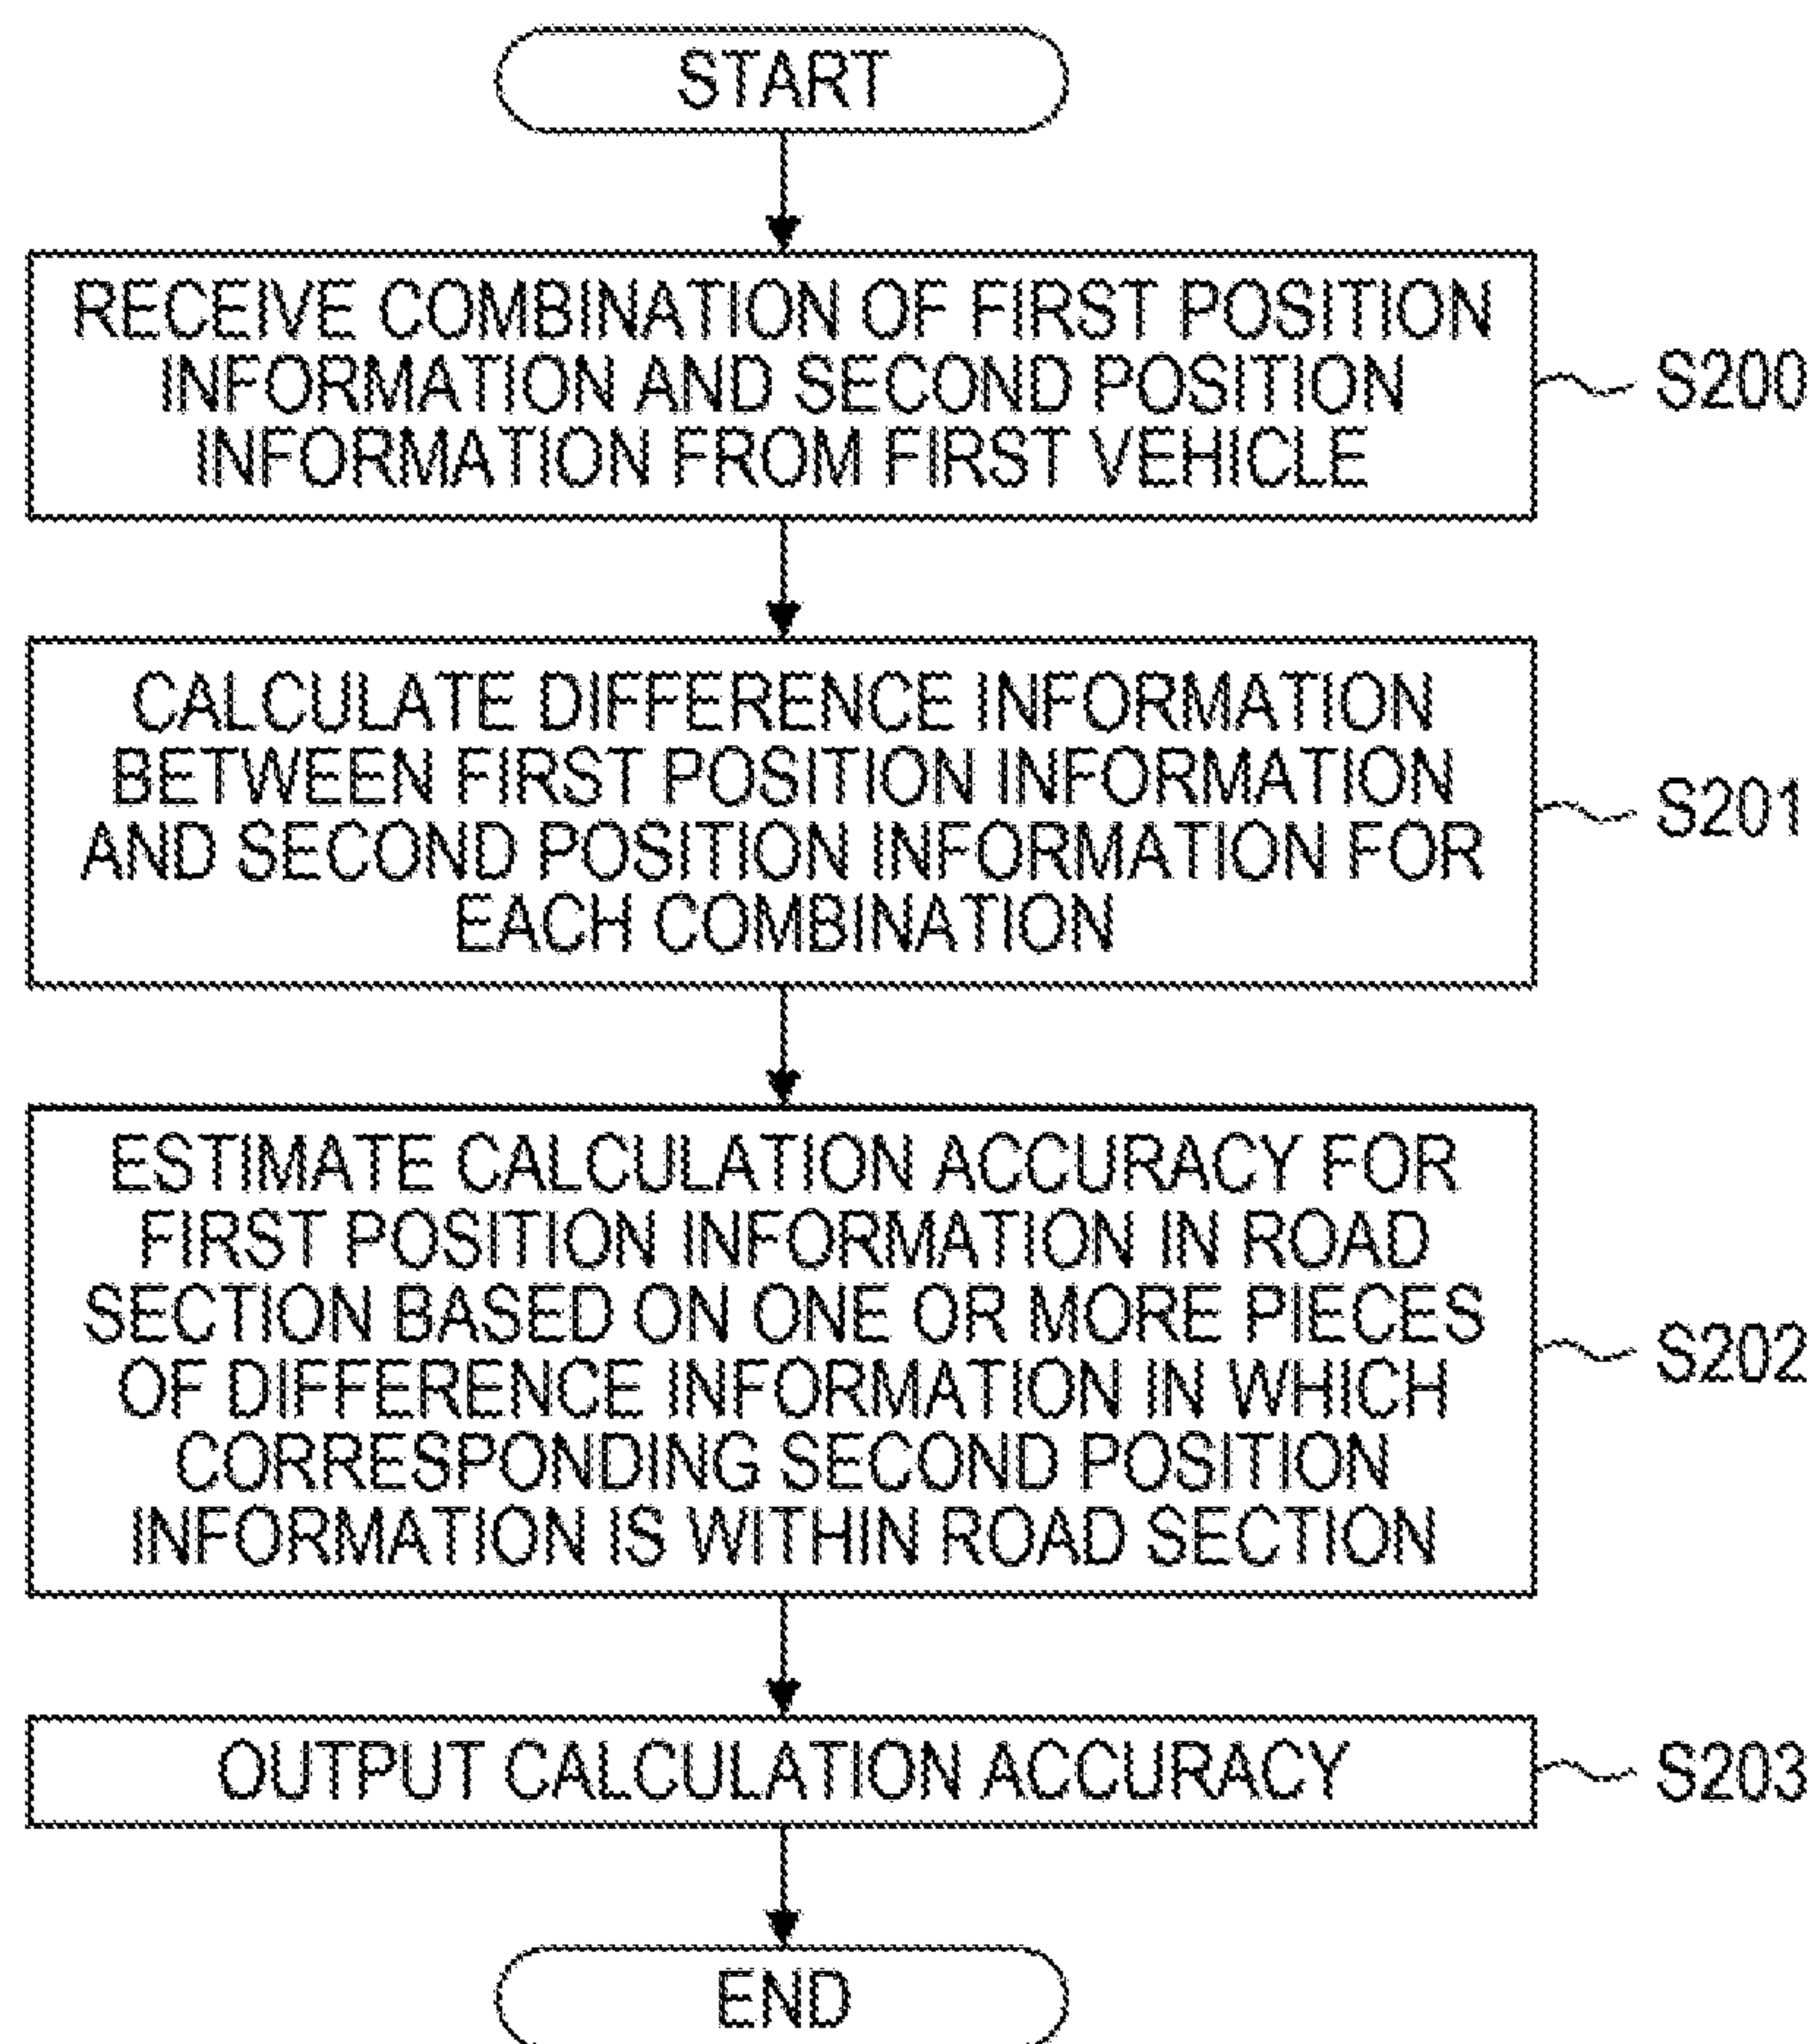 START
RECEIVE COMBINATION OF FIRST POSITION
INFORMATION AND SECOND POSITION
INFORMATION FROM FIRST VEHICLE
S200
CALCULATE DIFFERENCE INFORMATION
BETWEEN FIRST POSITION INFORMATION
AND SECOND POSITION INFORMATION FOR
EACH COMBINATION
S201
ESTIMATE CALCULATION ACCURACY FOR
FIRST POSITION INFORMATION IN ROAD
SECTION BASED ON ONE OR MORE PIECES
OF DIFFERENCE INFORMATION IN WHICH
CORRESPONDING SECOND POSITION
INFORMATION IS WITHIN ROAD SECTION
S202
OUTPUT CALCULATION ACCURACY
S203
END